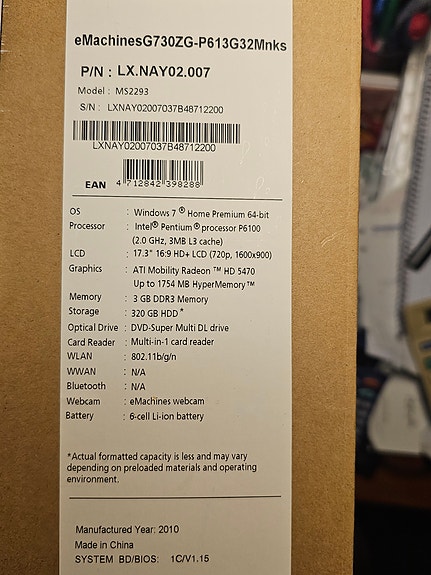 eMachinesG730ZG-P613G32Mnks
P/N : LX.NAY02.007
Model : MS2293
S/N : LXNAY02007037B48712200
LXNAY02007037B48712200
EAN 4 712842 398288
OS : Windows 7 ® Home Premium 64-bit
Processor : Intel® Pentium ® processor P6100
(2.0 GHz, 3MB L3 cache)
LCD : 17.3" 16:9 HD+ LCD (720p, 1600x900)
Graphics : ATI Mobility Radeon ™ HD 5470
Up to 1754 MB HyperMemory ™
Memory : 3 GB DDR3 Memory
Storage : 320 GB HDD*
Optical Drive : DVD-Super Multi DL drive
Card Reader : Multi-in-1 card reader
WLAN : 802.11b/g/n
WWAN : N/A
Bluetooth : N/A
Webcam : eMachines webcam
Battery : 6-cell Li-ion battery
*Actual formatted capacity is less and may vary
depending on preloaded materials and operating
environment.
Manufactured Year: 2010
Made in China
SYSTEM BD/BIOS: 1C/V1.15